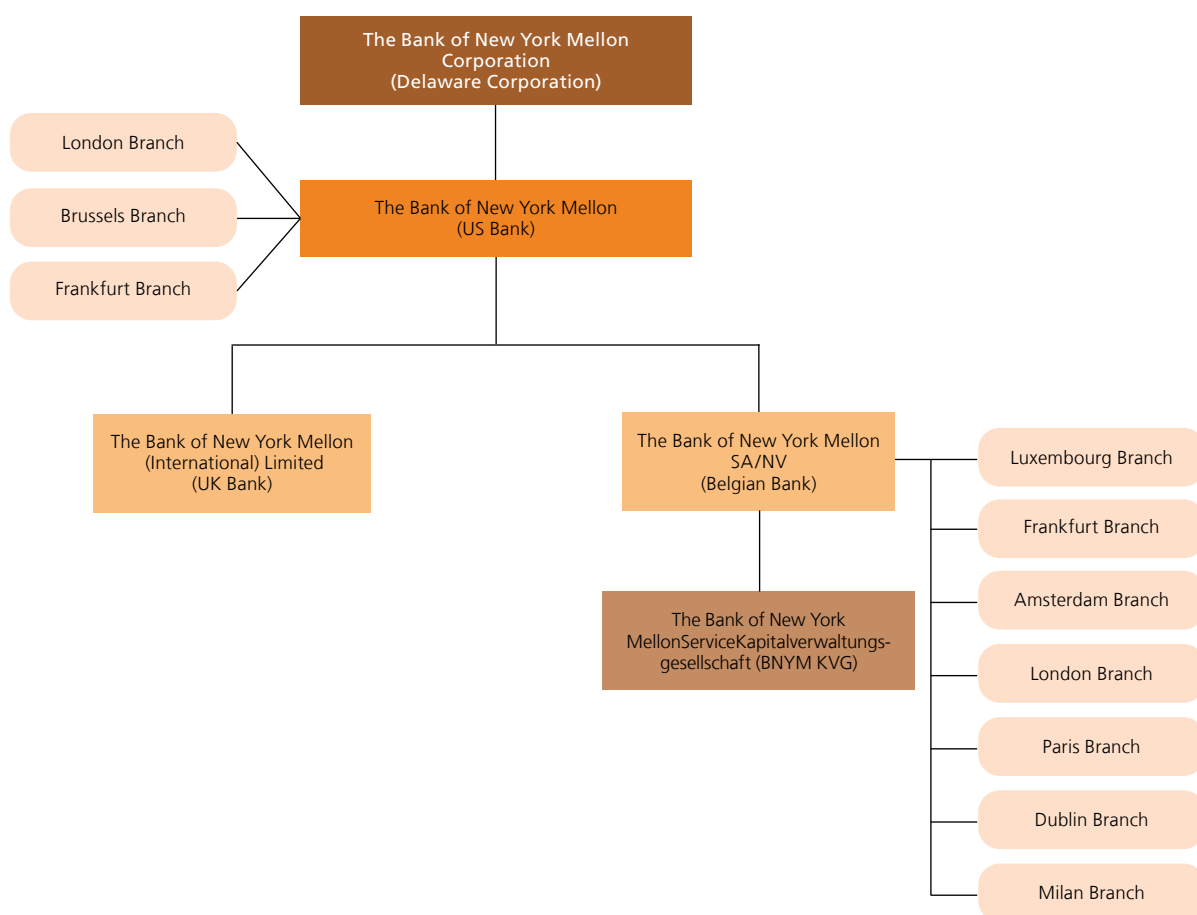 The Bank of New York Mellon
Corporation
(Delaware Corporation)
London Branch
Brussels Branch
Frankfurt Branch
The Bank of New York Mellon
(US Bank)
The Bank of New York Mellon
(International) Limited
(UK Bank)
The Bank of New York Mellon
SA/NV
(Belgian Bank)
The Bank of New York
MellonServiceKapitalverwaltungs-
gesellschaft (BNYM KVG)
Luxembourg Branch
Frankfurt Branch
Amsterdam Branch
London Branch
Paris Branch
Dublin Branch
Milan Branch